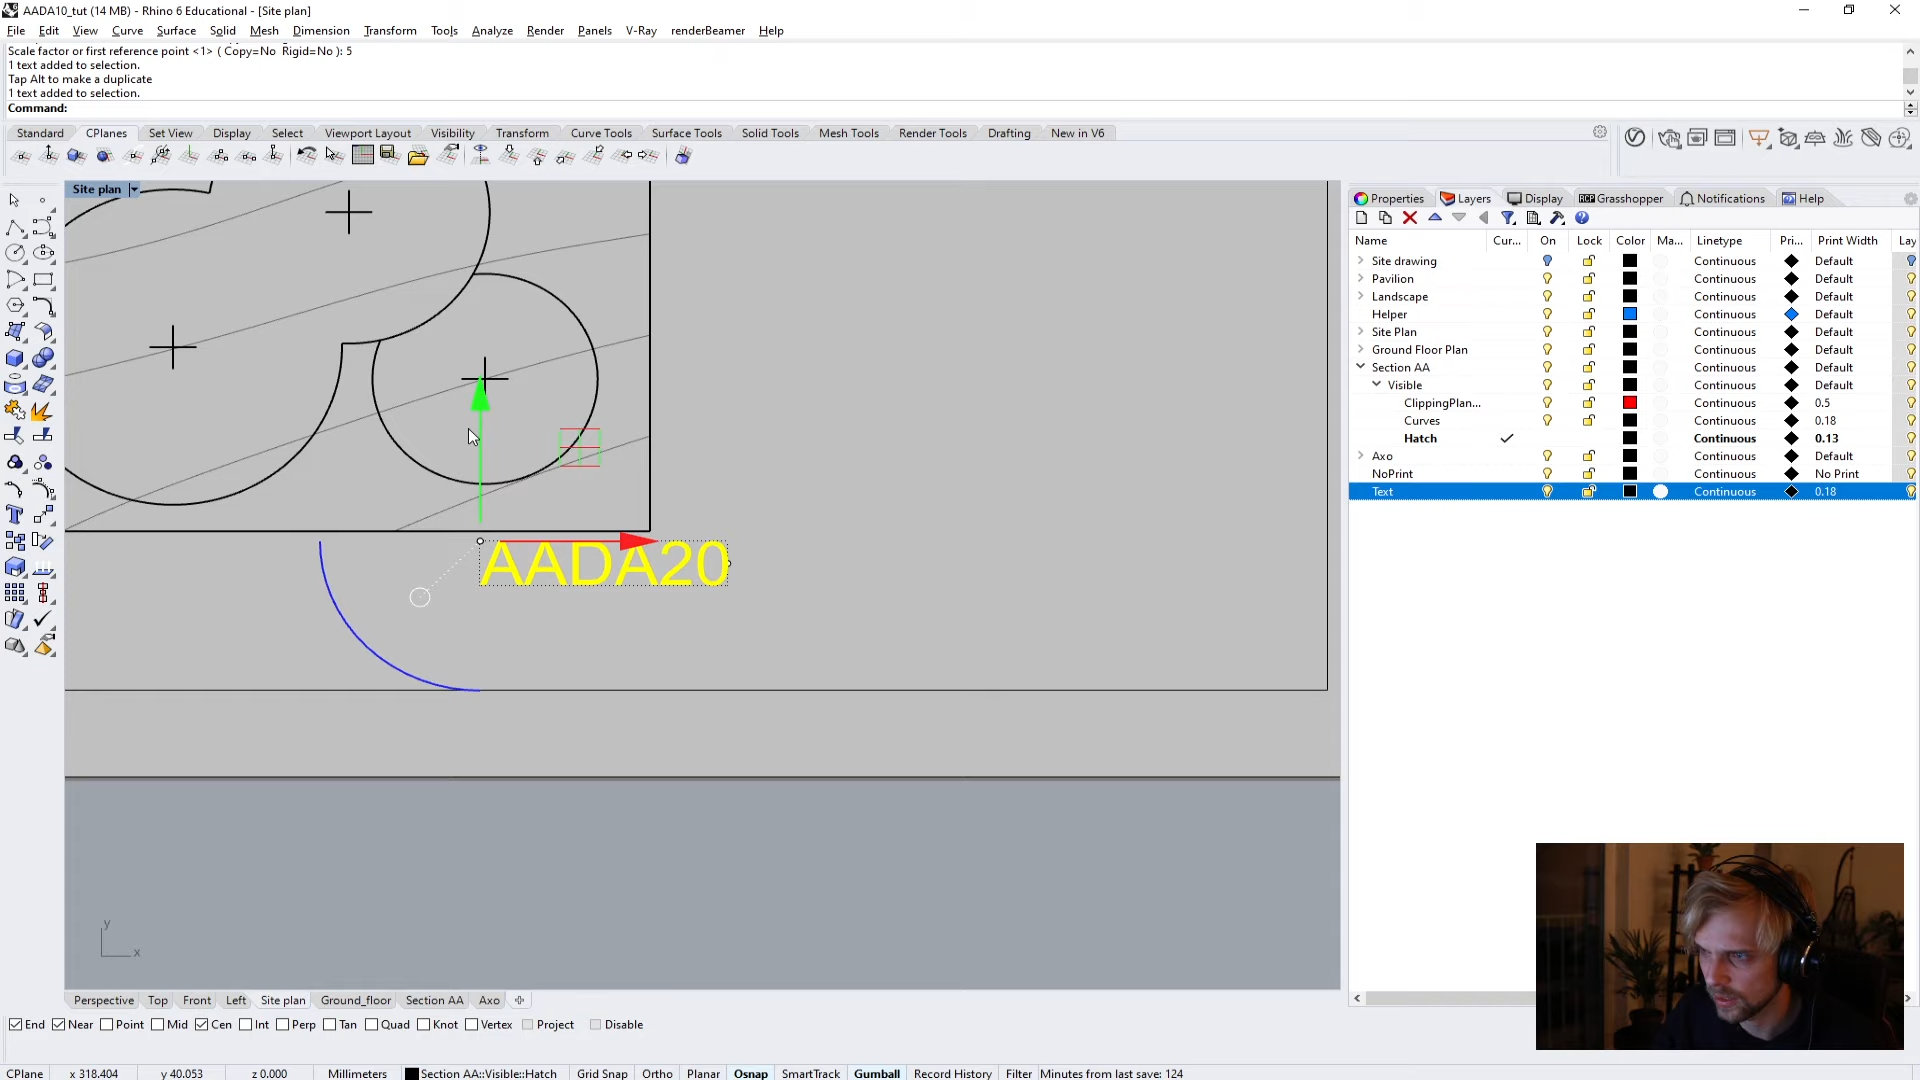 AADA10_tut (14 MB) - Rhino 6 Educational - [Site plan]
File Edit View Curve Surface Solid Mesh Dimension Transform Tools Analyze Render Panels V-Ray renderBeamer Help
Scale factor or first reference point <1> ( Copy=No Rigid=No ): 5
1 text added to selection.
Tap Alt to make a duplicate
1 text added to selection.
Command:
Standard CPlanes Set View Display Select Viewport Layout Visibility Transform Curve Tools Surface Tools Solid Tools Mesh Tools Render Tools Drafting New in V6
Site plan
Properties Layers Display Grasshopper Notifications Help
Name Cur... On Lock Color Ma... Linetype Pri... Print Width Lay
Site drawing Continuous Default
Pavilion Continuous Default
Landscape Continuous Default
Helper Continuous Default
Site Plan Continuous Default
Ground Floor Plan Continuous Default
Section AA Continuous Default
Visible Continuous Default
ClippingPlan... Continuous 0.5
Curves Continuous 0.18
Hatch Continuous 0.13
Axo Continuous Default
NoPrint Continuous No Print
Text Continuous 0.18
AADA20
y
x
Perspective Top Front Left Site plan Ground_floor Section AA Axo
End Near Point Mid Cen Int Perp Tan Quad Knot Vertex Project Disable
CPlane x 318.404 y 40.053 z 0.000 Millimeters Section AA::Visible::Hatch Grid Snap Ortho Planar Osnap SmartTrack Gumball Record History Filter Minutes from last save: 124